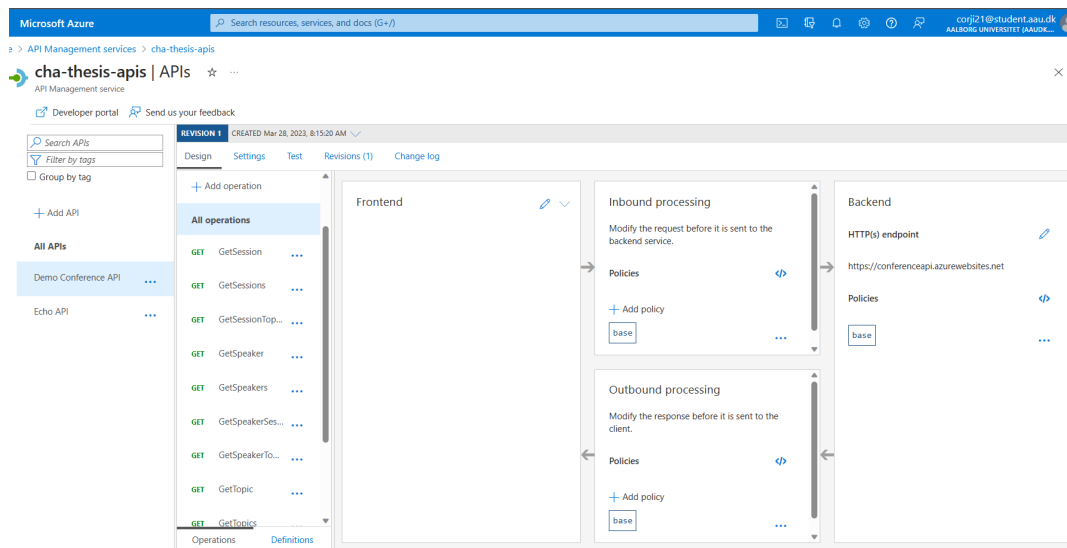 Microsoft Azure
Search resources, services, and docs (G+/)
corji21@student.aau.dk
AALBORG UNIVERSITET (AAUDK....
e > API Management services > cha-thesis-apis
cha-thesis-apis | APIs
API Management service
Developer portal
Send us your feedback
Search APIs
Filter by tags
Group by tag
+ Add API
All APIs
Demo Conference API
Echo API
REVISION 1
CREATED Mar 28, 2023, 8:15:20 AM
Design
Settings
Test
Revisions (1)
Change log
+ Add operation
All operations
GET GetSession
GET GetSessions
GET GetSessionTop...
GET GetSpeaker
GET GetSpeakers
GET GetSpeakerSes...
GET GetSpeakerTo...
GET GetTopic
GET GetTopics
Operations
Definitions
Frontend
Inbound processing
Modify the request before it is sent to the
backend service.
Policies
</>
+ Add policy
base
Outbound processing
Modify the response before it is sent to the
client.
Policies
</>
+ Add policy
base
Backend
HTTP(s) endpoint
https://conferenceapi.azurewebsites.net
Policies
</>
base